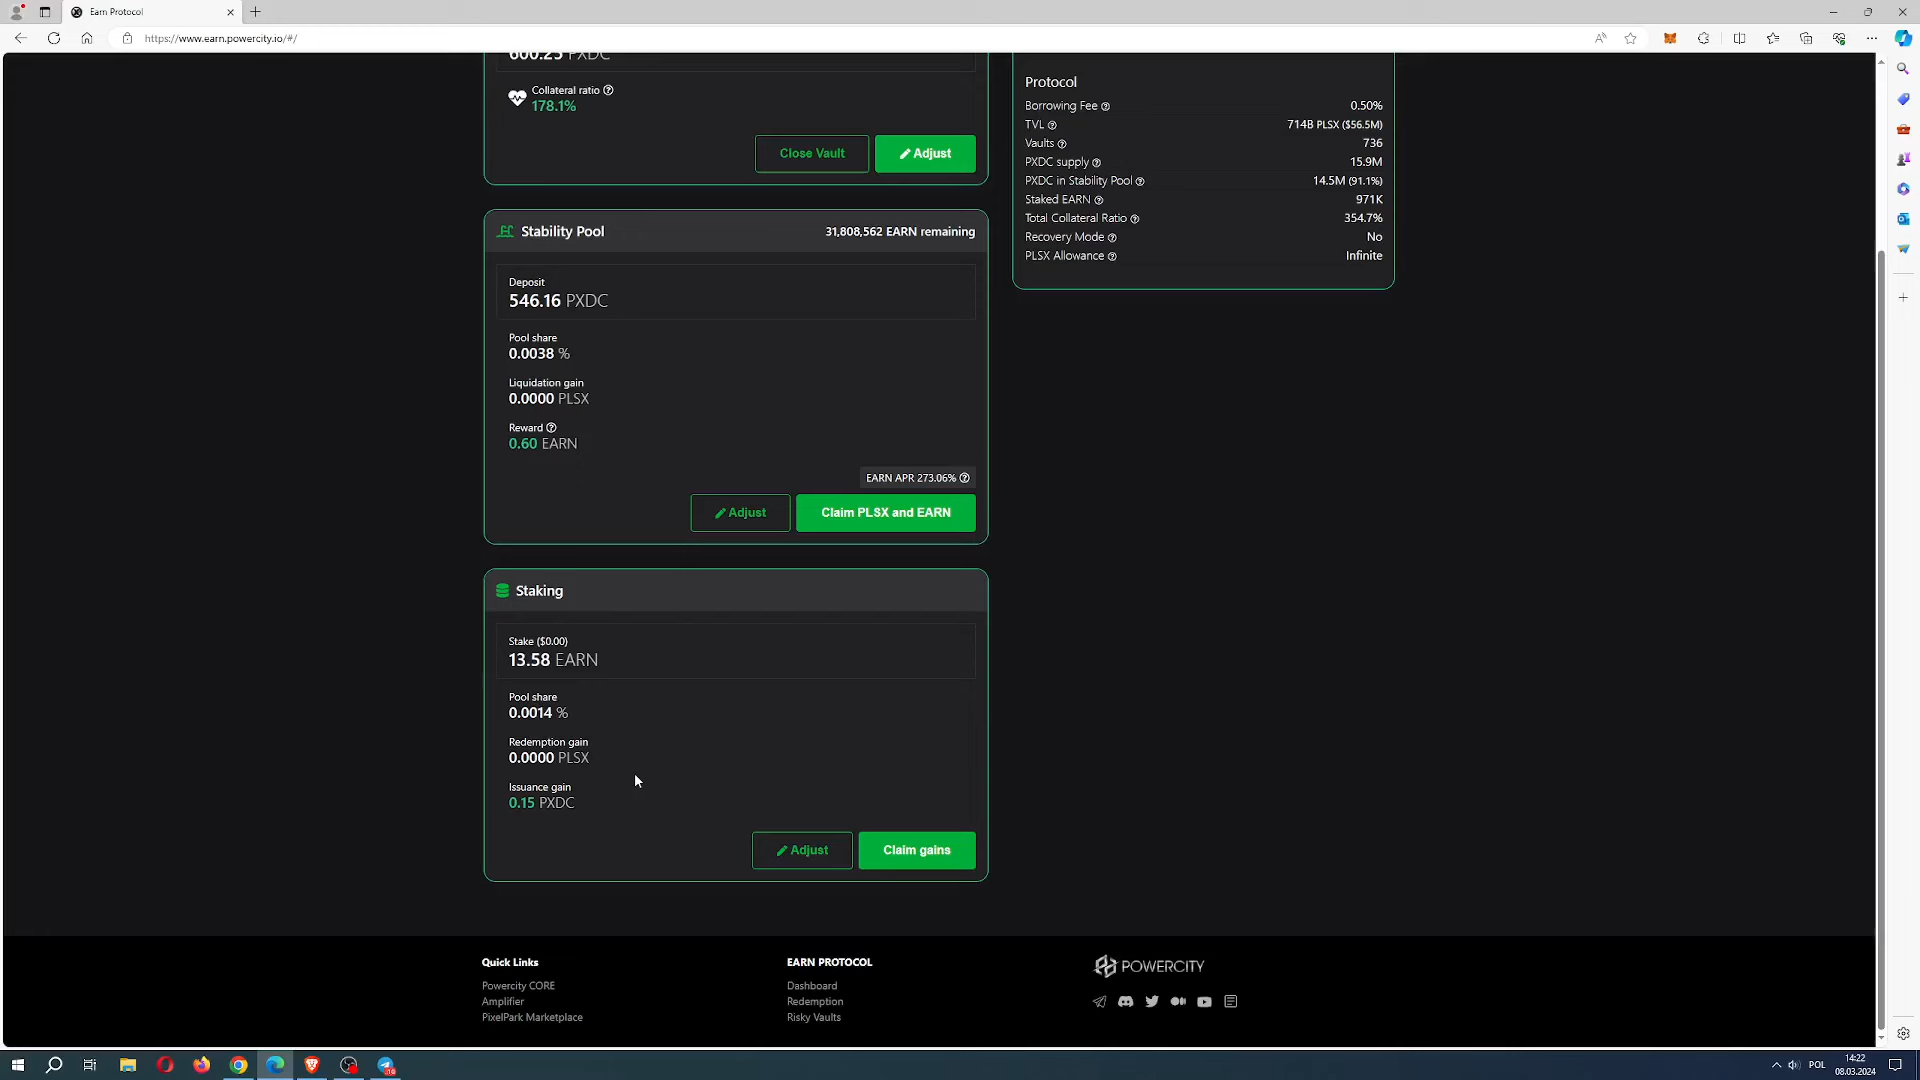 Earn Protocol
https://www.earn.powercity.io/#/
600.25 PXDC
Collateral ratio
178.1%
Close Vault
Adjust
Protocol
Borrowing Fee 0.50%
TVL 714B PLSX ($56.5M)
Vaults 736
PXDC supply 15.9M
PXDC in Stability Pool 14.5M (91.1%)
Staked EARN 971K
Total Collateral Ratio 354.7%
Recovery Mode No
PLSX Allowance Infinite
Stability Pool 31,808,562 EARN remaining
Deposit
546.16 PXDC
Pool share
0.0038 %
Liquidation gain
0.0000 PLSX
Reward
0.60 EARN
EARN APR 273.06%
Adjust
Claim PLSX and EARN
Staking
Stake ($0.00)
13.58 EARN
Pool share
0.0014 %
Redemption gain
0.0000 PLSX
Issuance gain
0.15 PXDC
Adjust
Claim gains
Quick Links
Powercity CORE
Amplifier
PixelPark Marketplace
EARN PROTOCOL
Dashboard
Redemption
Risky Vaults
POWERCITY
POL
14:22
08.03.2024